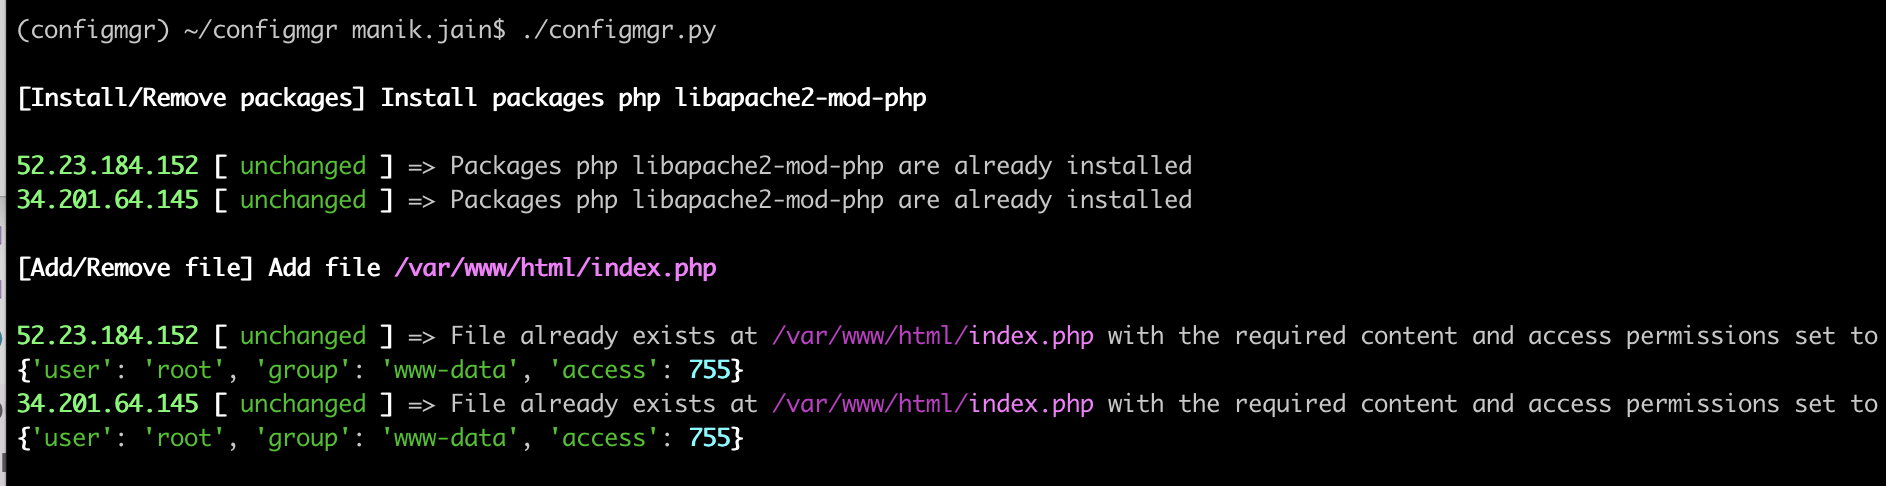 (configmgr) ~/configmgr manik.jain$ ./configmgr.py
[Install/Remove packages] Install packages php libapache2-mod-php
52.23.184.152 [ unchanged ] => Packages php libapache2-mod-php are already installed
34.201.64.145 [ unchanged ] => Packages php libapache2-mod-php are already installed
[Add/Remove file] Add file /var/www/html/index.php
52.23.184.152 [ unchanged ] => File already exists at /var/www/html/index.php with the required content and access permissions set to
{'user': 'root', 'group': 'www-data', 'access': 755}
34.201.64.145 [ unchanged ] => File already exists at /var/www/html/index.php with the required content and access permissions set to
{'user': 'root', 'group': 'www-data', 'access': 755}